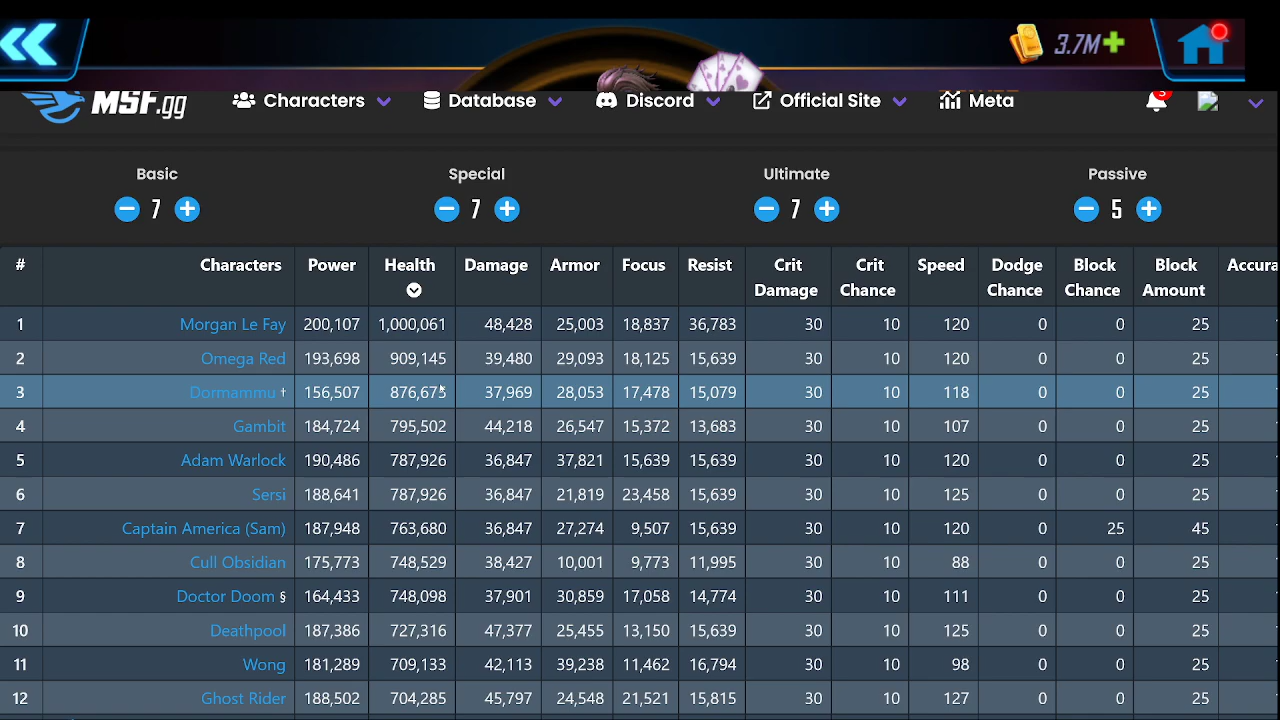 3.7M
MSF.gg Characters Database Discord Official Site Meta
Basic Special Ultimate Passive
7 7 7 5
# Characters Power Health Damage Armor Focus Resist Crit Damage Crit Chance Speed Dodge Chance Block Chance Block Amount Accura
1 Morgan Le Fay 200,107 1,000,061 48,428 25,003 18,837 36,783 30 10 120 0 0 25
2 Omega Red 193,698 909,145 39,480 29,093 18,125 15,639 30 10 120 0 0 25
3 Dormammu † 156,507 876,675 37,969 28,053 17,478 15,079 30 10 118 0 0 25
4 Gambit 184,724 795,502 44,218 26,547 15,372 13,683 30 10 107 0 0 25
5 Adam Warlock 190,486 787,926 36,847 37,821 15,639 15,639 30 10 120 0 0 25
6 Sersi 188,641 787,926 36,847 21,819 23,458 15,639 30 10 125 0 0 25
7 Captain America (Sam) 187,948 763,680 36,847 27,274 9,507 15,639 30 10 120 0 25 45
8 Cull Obsidian 175,773 748,529 38,427 10,001 9,773 11,995 30 10 88 0 0 25
9 Doctor Doom § 164,433 748,098 37,901 30,859 17,058 14,774 30 10 111 0 0 25
10 Deathpool 187,386 727,316 47,377 25,455 13,150 15,639 30 10 125 0 0 25
11 Wong 181,289 709,133 42,113 39,238 11,462 16,794 30 10 98 0 0 25
12 Ghost Rider 188,502 704,285 45,797 24,548 21,521 15,815 30 10 127 0 0 25